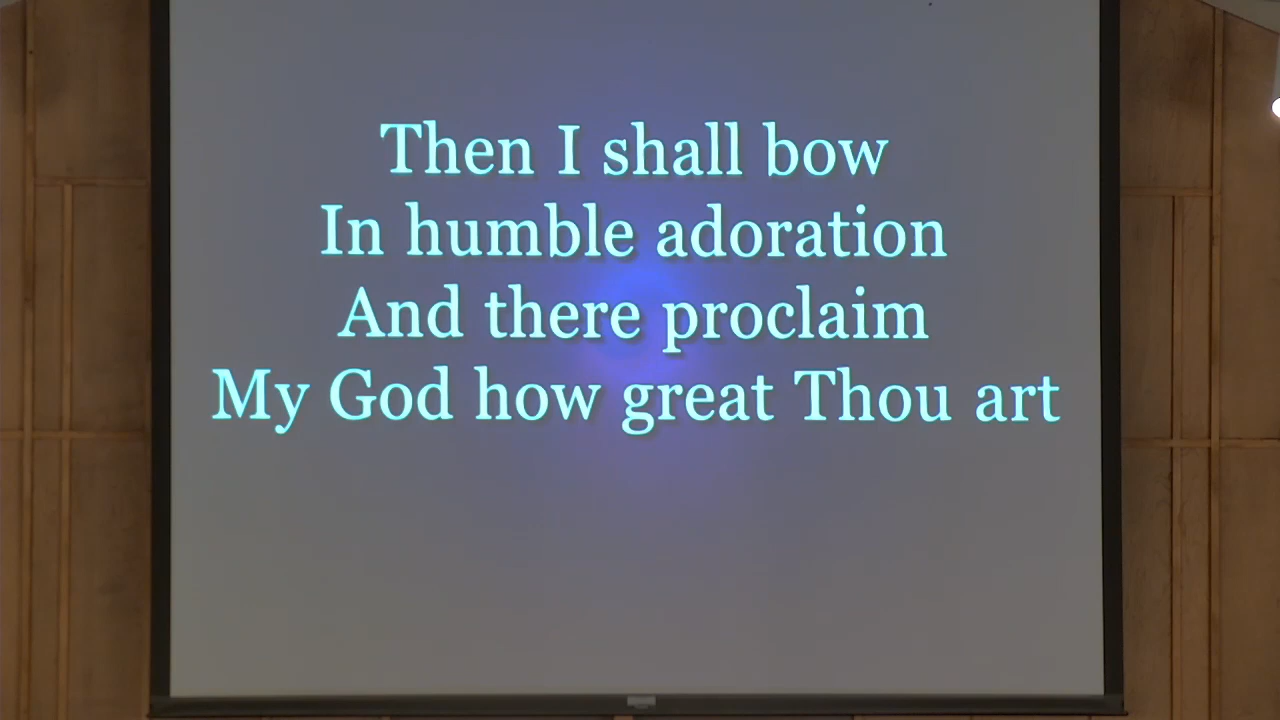 Then I shall bow
In humble adoration
And there proclaim
My God how great Thou art